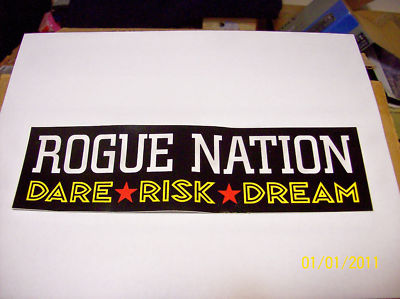 ROGUE NATION
DARE★RISK★DREAM
01/01/2011